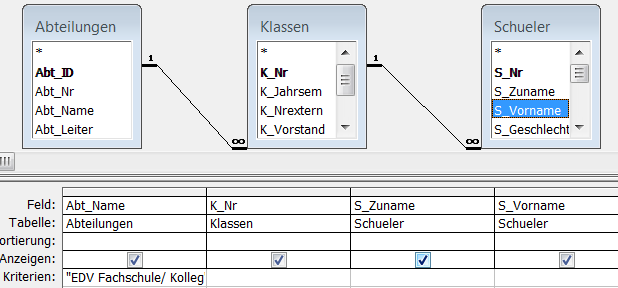 Abteilungen
*
Abt_ID
Abt_Nr
Abt_Name
Abt_Leiter
1
∞
Klassen
*
K_Nr
K_Jahrsem
K_Nrextern
K_Vorstand
1
∞
Schueler
*
S_Nr
S_Zuname
S_Vorname
S_Geschlecht
Feld: Abt_Name K_Nr S_Zuname S_Vorname
Tabelle: Abteilungen Klassen Schueler Schueler
ortierung:
Anzeigen:
Kriterien: "EDV Fachschule/ Kolleg